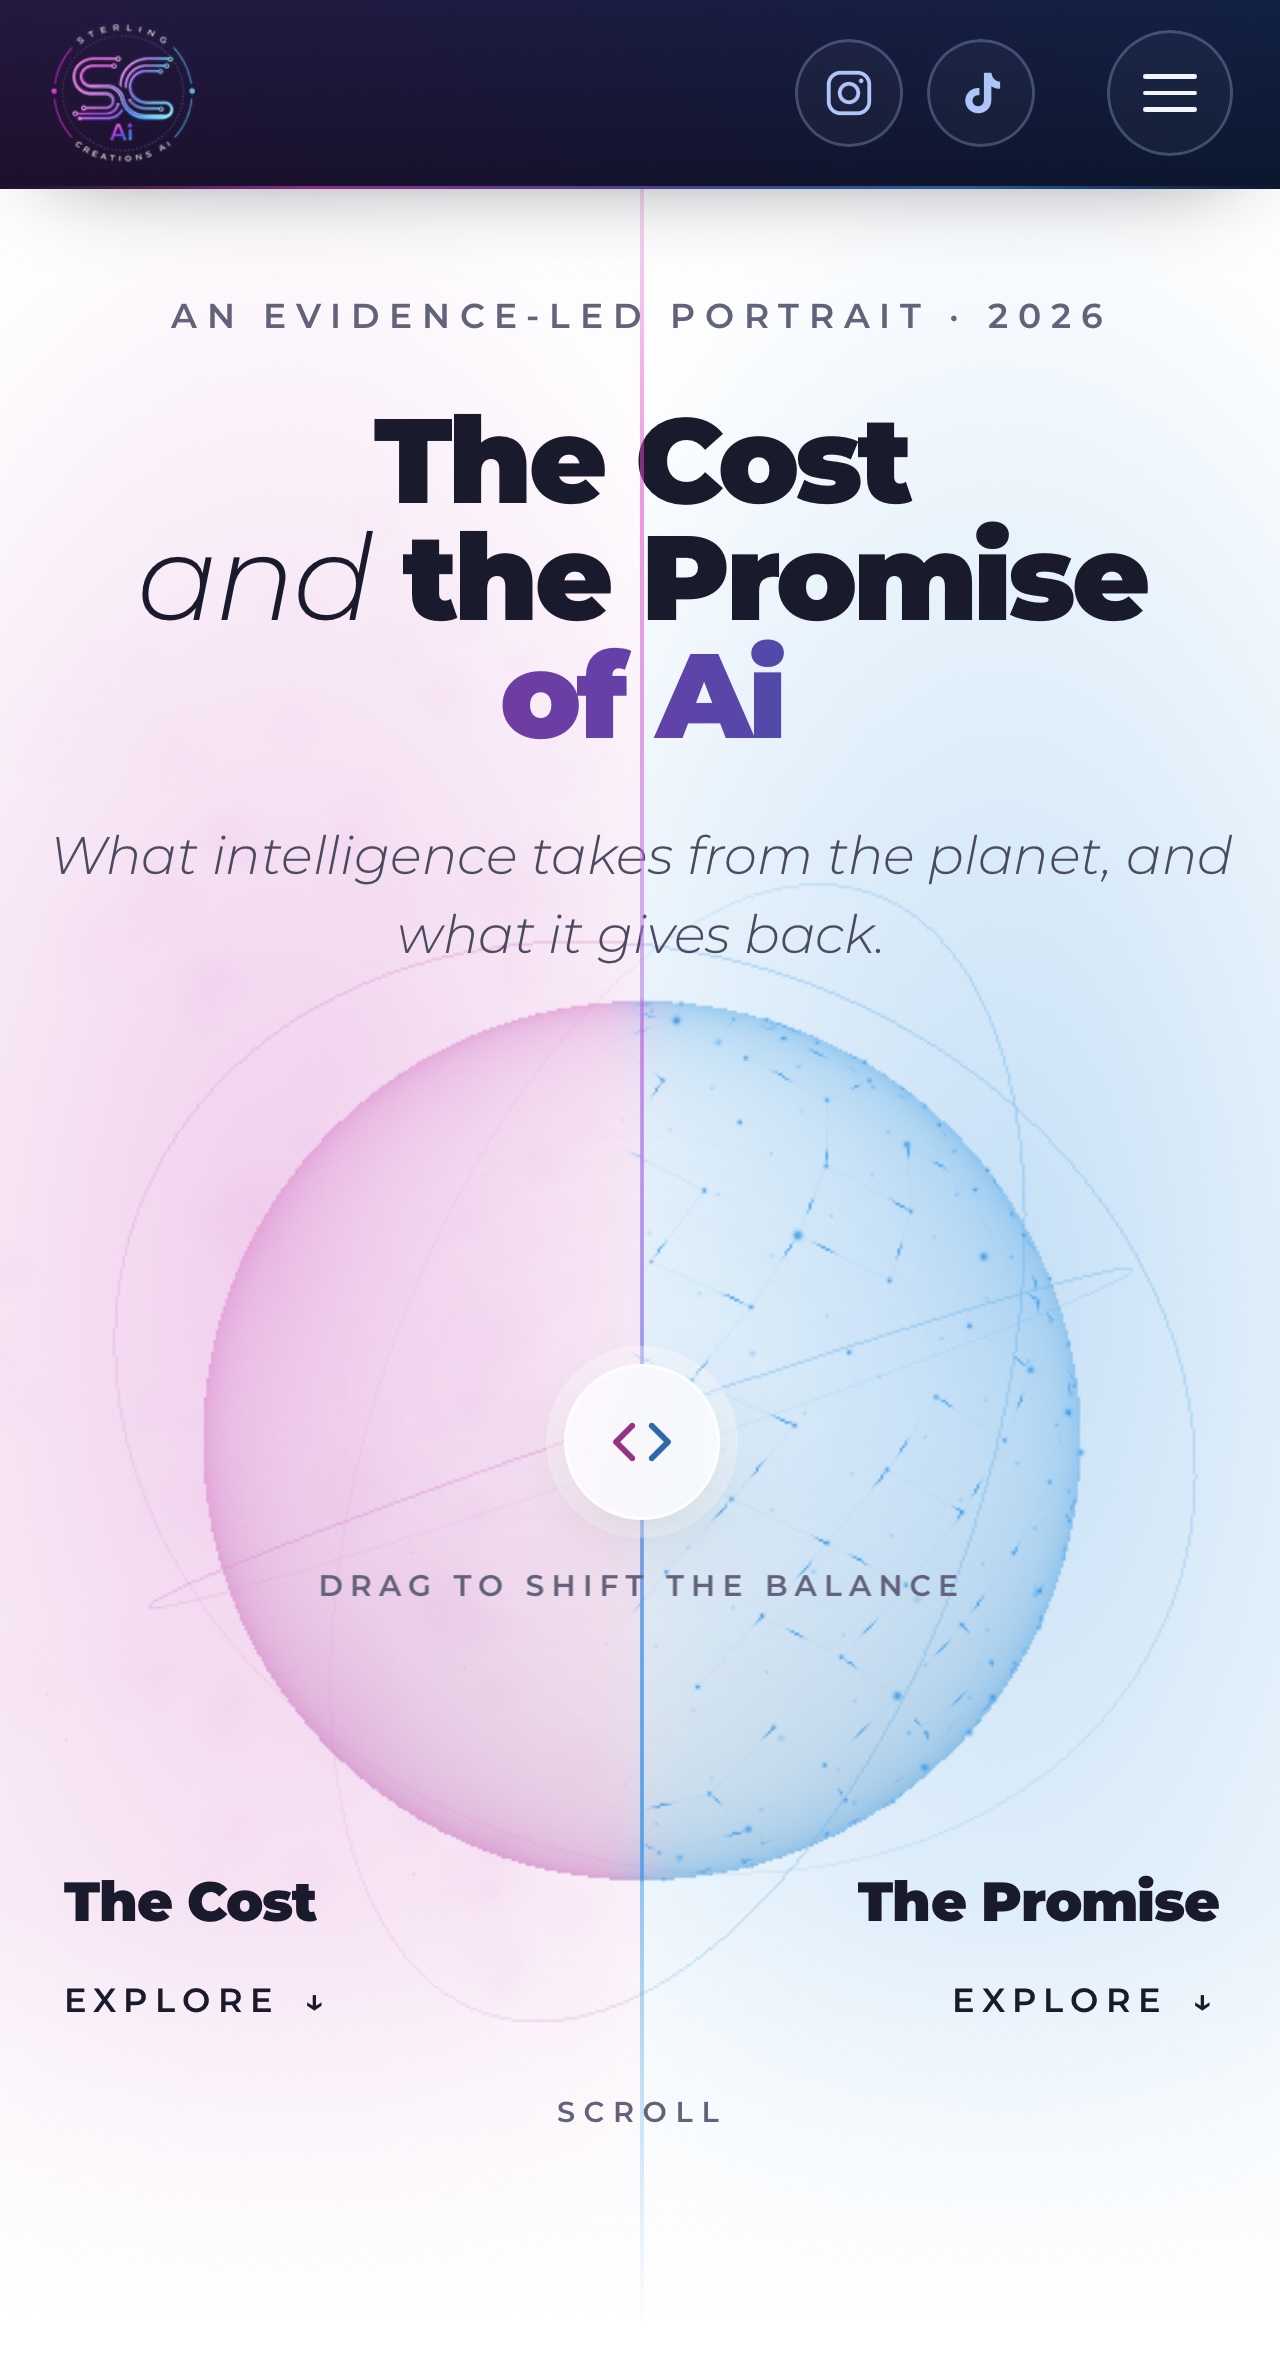 STERLING
SC
Ai
CREATIONS AI
AN EVIDENCE-LED PORTRAIT · 2026
The Cost
and the Promise
of Ai
What intelligence takes from the planet, and
what it gives back.
DRAG TO SHIFT THE BALANCE
The Cost
The Promise
EXPLORE ↓
EXPLORE ↓
SCROLL